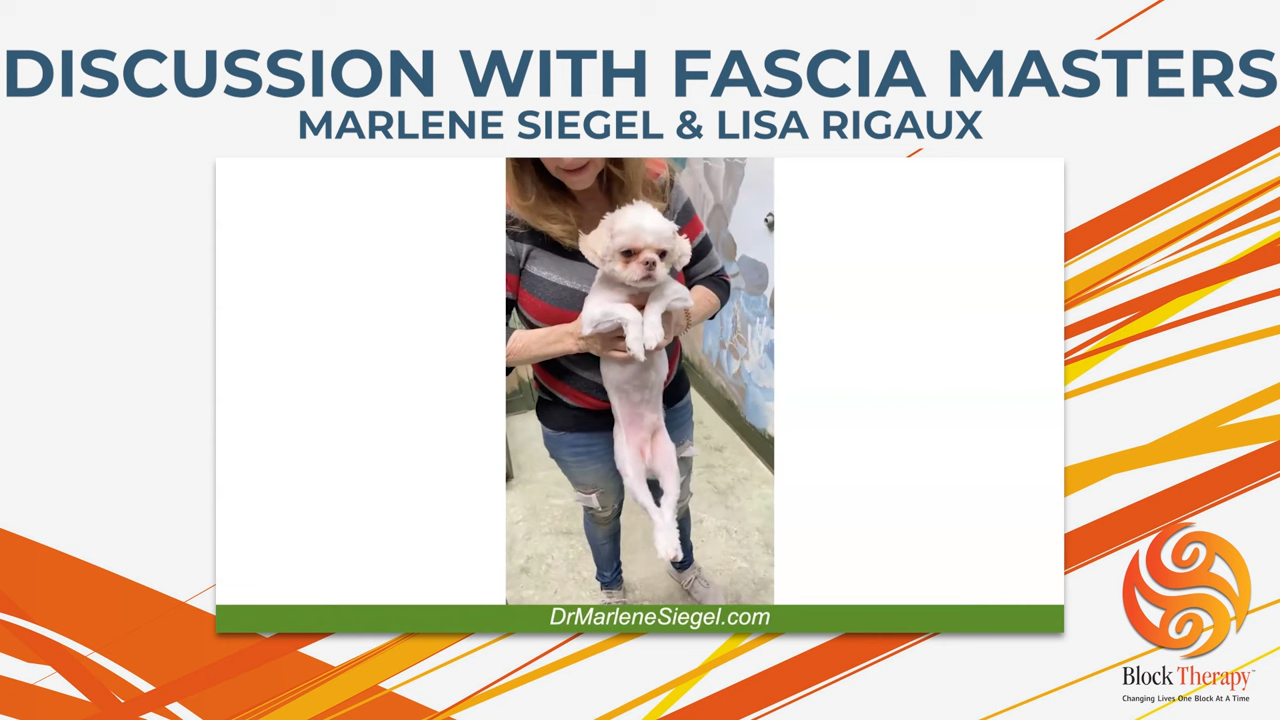 DISCUSSION WITH FASCIA MASTERS
MARLENE SIEGEL & LISA RIGAUX
DrMarleneSiegel.com
Block Therapy
Changing Lives One Block At A Time